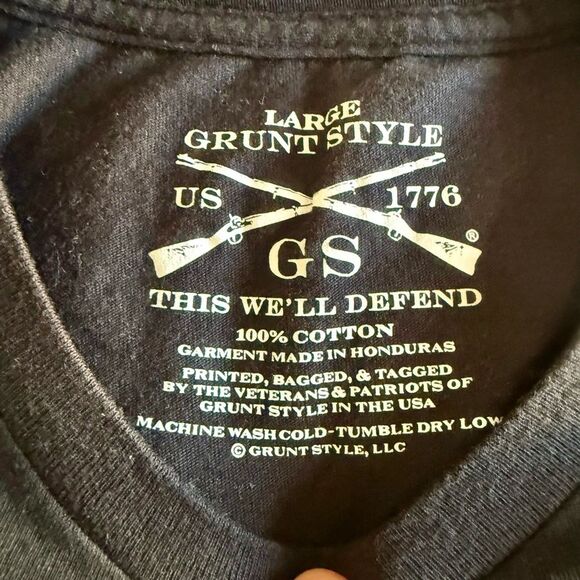 LARGE
GRUNT STYLE
US 1776
®
GS
THIS WE'LL DEFEND
100% COTTON
GARMENT MADE IN HONDURAS
PRINTED, BAGGED, & TAGGED
BY THE VETERANS & PATRIOTS OF
GRUNT STYLE IN THE USA
MACHINE WASH COLD-TUMBLE DRY LOW
© GRUNT STYLE, LLC